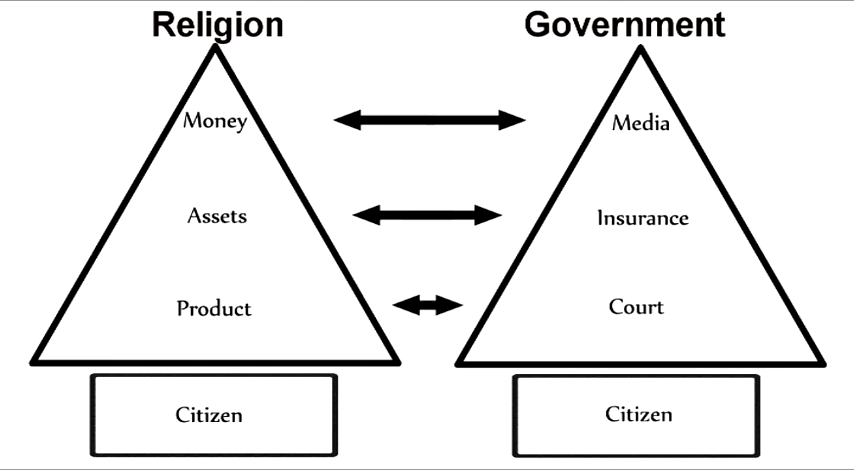 Religion
Government
Money
Media
Assets
Insurance
Product
Court
Citizen
Citizen